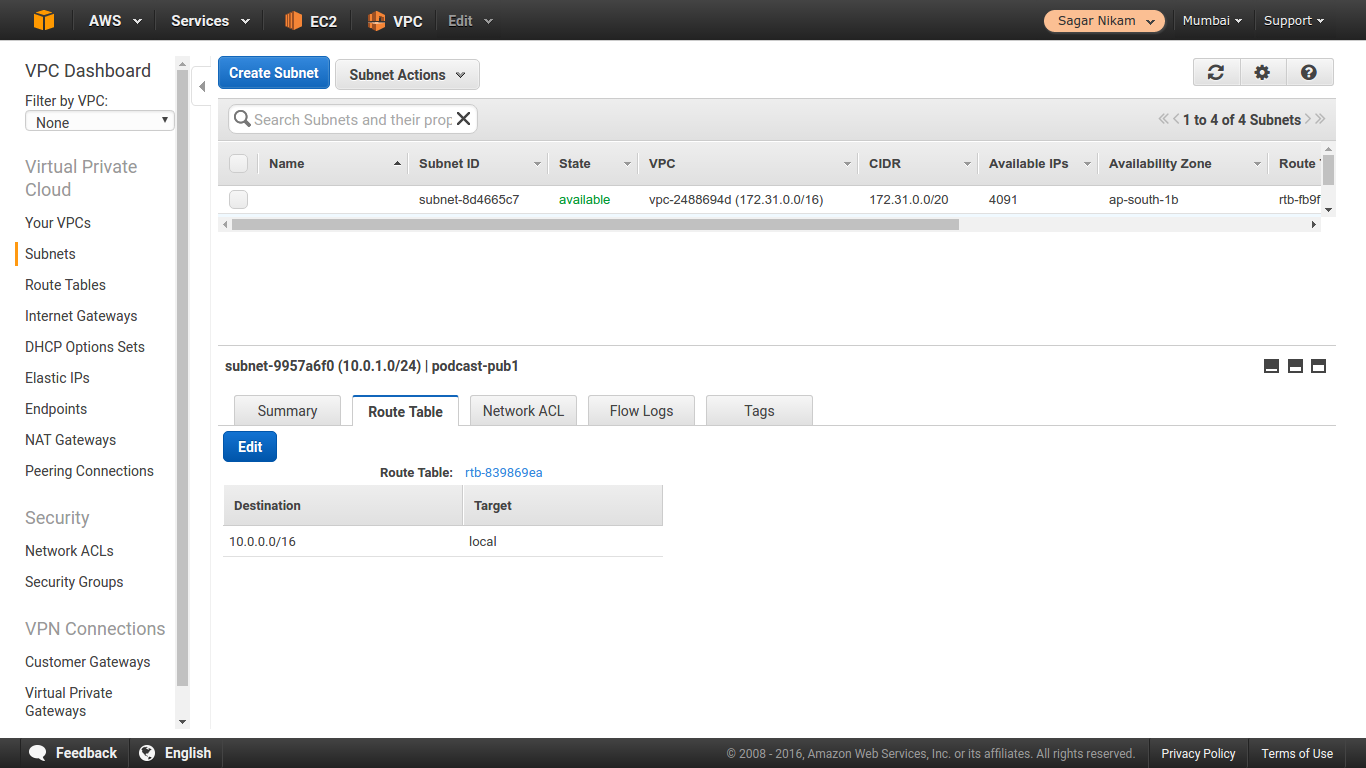 AWS Services EC2 VPC Edit Sagar Nikam Mumbai Support
VPC Dashboard
Filter by VPC:
None
Virtual Private
Cloud
Your VPCs
Subnets
Route Tables
Internet Gateways
DHCP Options Sets
Elastic IPs
Endpoints
NAT Gateways
Peering Connections
Security
Network ACLs
Security Groups
VPN Connections
Customer Gateways
Virtual Private
Gateways
Create Subnet Subnet Actions
Search Subnets and their prop
1 to 4 of 4 Subnets
Name Subnet ID State VPC CIDR Available IPs Availability Zone Route
subnet-8d4665c7 available vpc-2488694d (172.31.0.0/16) 172.31.0.0/20 4091 ap-south-1b rtb-fb9f
subnet-9957a6f0 (10.0.1.0/24) | podcast-pub1
Summary Route Table Network ACL Flow Logs Tags
Edit
Route Table: rtb-839869ea
Destination Target
10.0.0.0/16 local
Feedback English © 2008 - 2016, Amazon Web Services, Inc. or its affiliates. All rights reserved. Privacy Policy Terms of Use